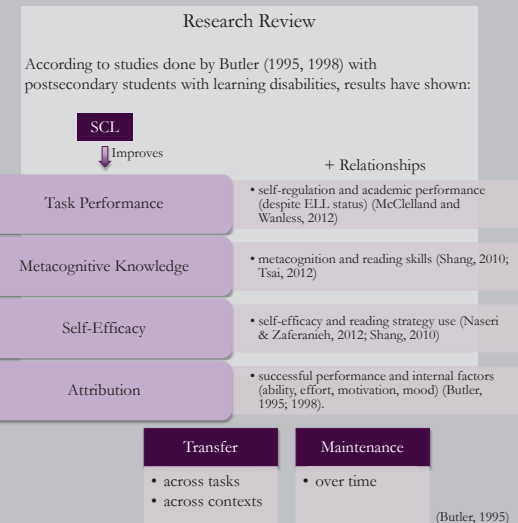 Research Review
According to studies done by Butler (1995, 1998) with
postsecondary students with learning disabilities, results have shown:
SCL
Improves
+ Relationships
Task Performance
• self-regulation and academic performance
(despite ELL status) (McClelland and
Wanless, 2012)
Metacognitive Knowledge
• metacognition and reading skills (Shang, 2010;
Tsai, 2012)
Self-Efficacy
• self-efficacy and reading strategy use (Naseri
& Zaferanieh, 2012; Shang, 2010)
Attribution
• successful performance and internal factors
(ability, effort, motivation, mood) (Butler,
1995; 1998).
Transfer
• across tasks
• across contexts
Maintenance
• over time
(Butler, 1995)